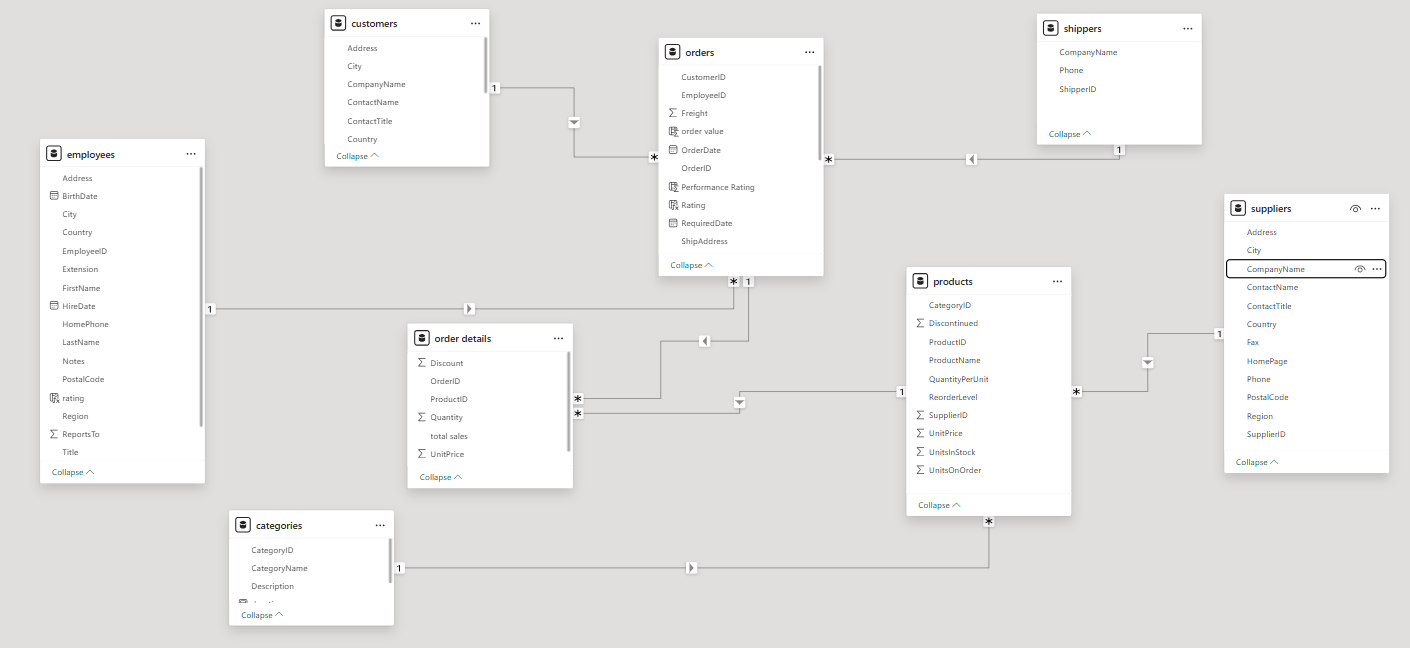 customers
Address
City
CompanyName
ContactName
ContactTitle
Country
Collapse
orders
CustomerID
EmployeeID
Freight
order value
OrderDate
OrderID
Performance Rating
Rating
RequiredDate
ShipAddress
Collapse
shippers
CompanyName
Phone
ShipperID
Collapse
employees
Address
BirthDate
City
Country
EmployeeID
Extension
FirstName
HireDate
HomePhone
LastName
Notes
PostalCode
rating
Region
ReportsTo
Title
Collapse
suppliers
Address
City
CompanyName
ContactName
ContactTitle
Country
Fax
HomePage
Phone
PostalCode
Region
SupplierID
Collapse
products
CategoryID
Discontinued
ProductID
ProductName
QuantityPerUnit
ReorderLevel
SupplierID
UnitPrice
UnitsInStock
UnitsOnOrder
Collapse
order details
Discount
OrderID
ProductID
Quantity
total sales
UnitPrice
Collapse
categories
CategoryID
CategoryName
Description
Collapse
1
*
*
1
1
*
1
1
*
*
1
*
1
*